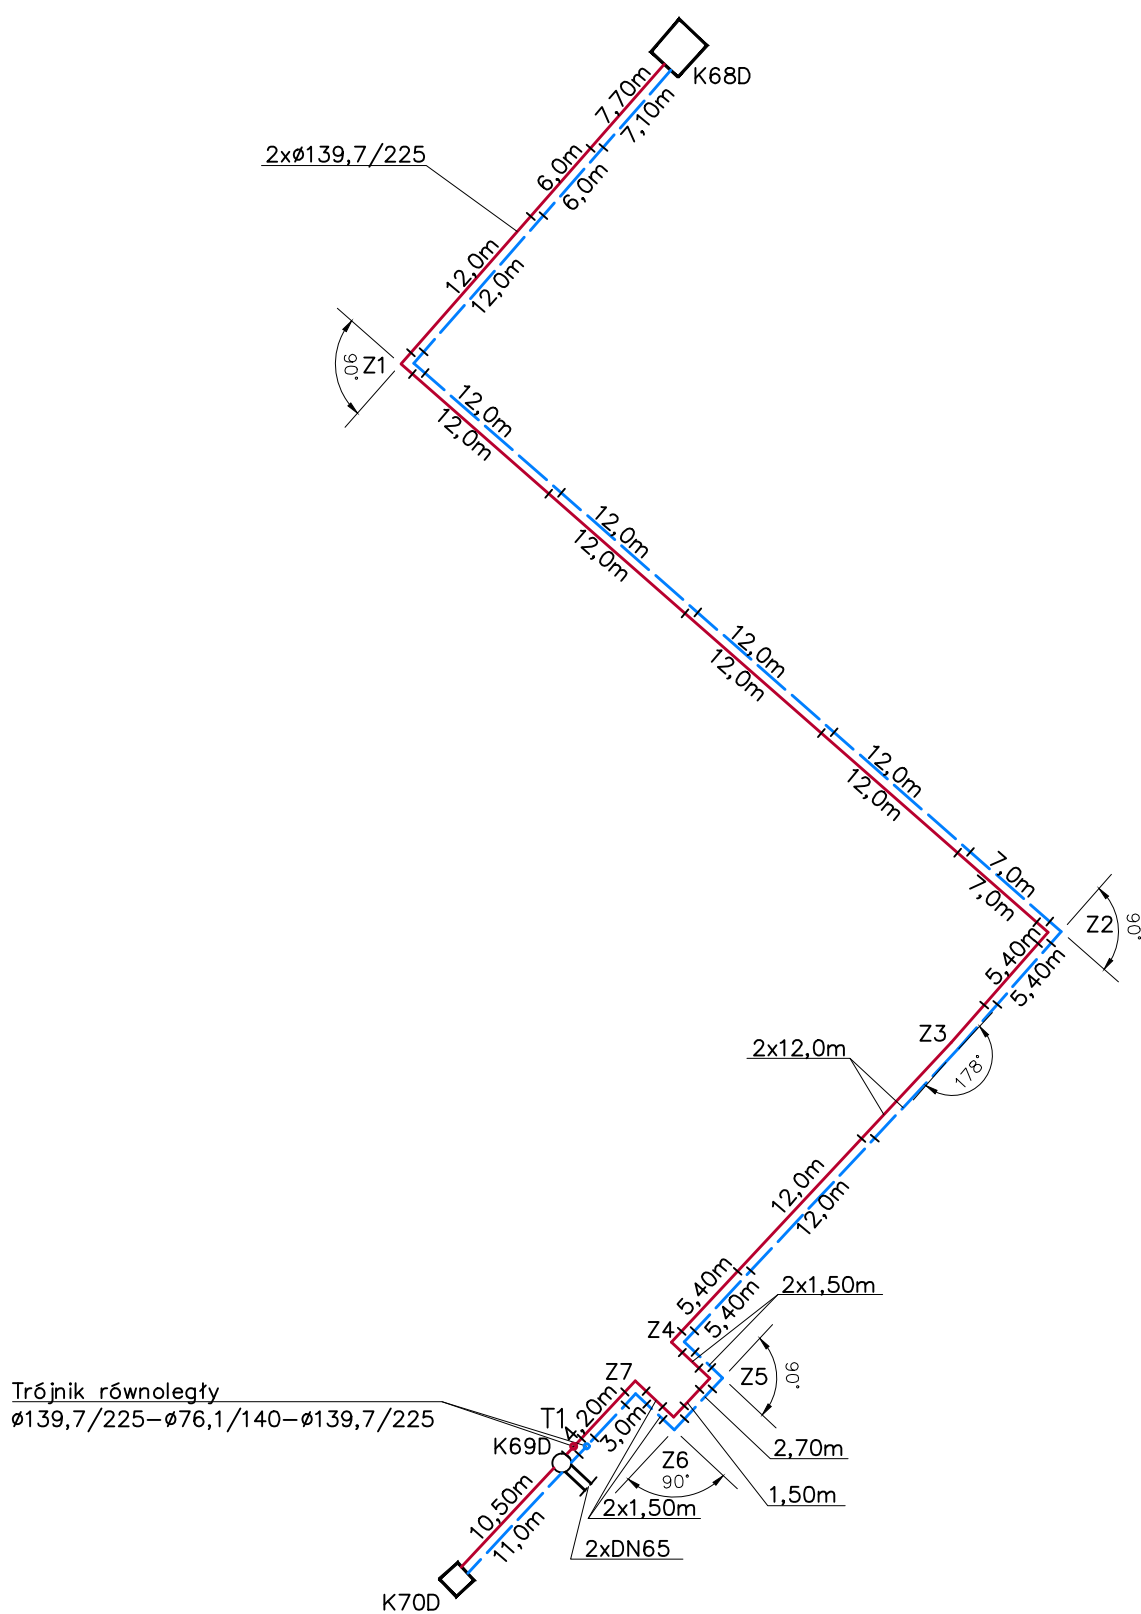 K68D
7,70m
7,10m
2xø139,7/225
6,0m
6,0m
12,0m
12,0m
90°
Z1
12,0m
12,0m
12,0m
12,0m
12,0m
12,0m
12,0m
12,0m
7,0m
7,0m
Z2
90°
5,40m
5,40m
Z3
2x12,0m
178°
12,0m
12,0m
5,40m
5,40m
2x1,50m
Z4
Z7
Z5
90°
Trójnik równoległy
ø139,7/225–ø76,1/140–ø139,7/225
T1
4,20m
3,0m
K69D
2,70m
Z6
90°
1,50m
10,50m
11,0m
2x1,50m
2xDN65
K70D